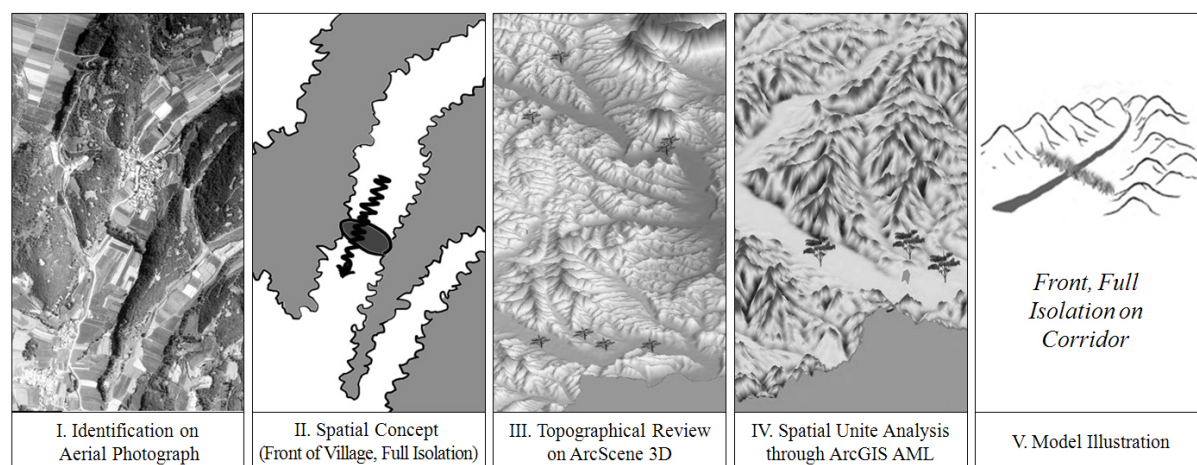 Front, Full
Isolation on
Corridor
I. Identification on
Aerial Photograph
II. Spatial Concept
(Front of Village, Full Isolation)
III. Topographical Review
on ArcScene 3D
IV. Spatial Unite Analysis
through ArcGIS AML
V. Model Illustration